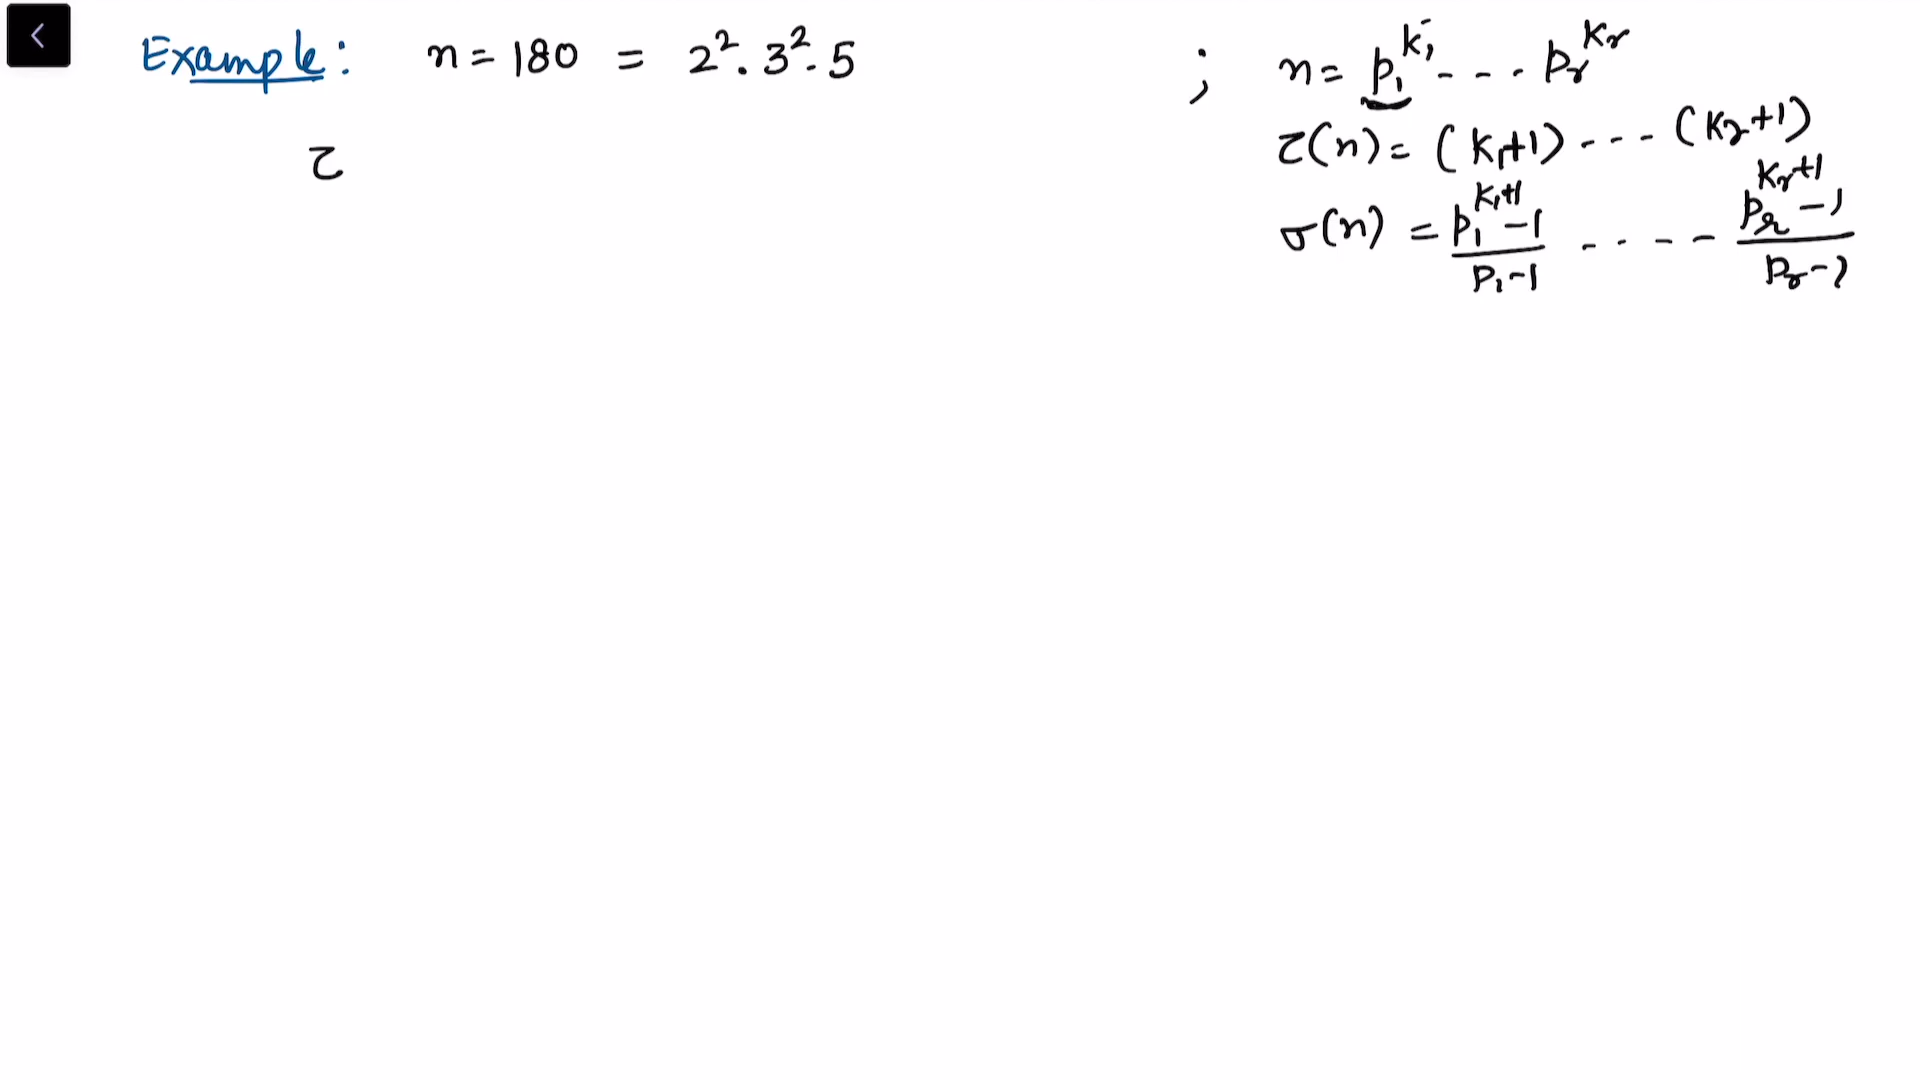 Example: n = 180 = 2². 3². 5 ; n = p₁^k₁ - - - . pᵣ^kᵣ
τ τ(n) = (k₁+1) - - - (kᵣ+1)
σ(n) = (p₁^(k₁+1) - 1)/(p₁ - 1) - - - - (pᵣ^(kᵣ+1) - 1)/(pᵣ - 1)